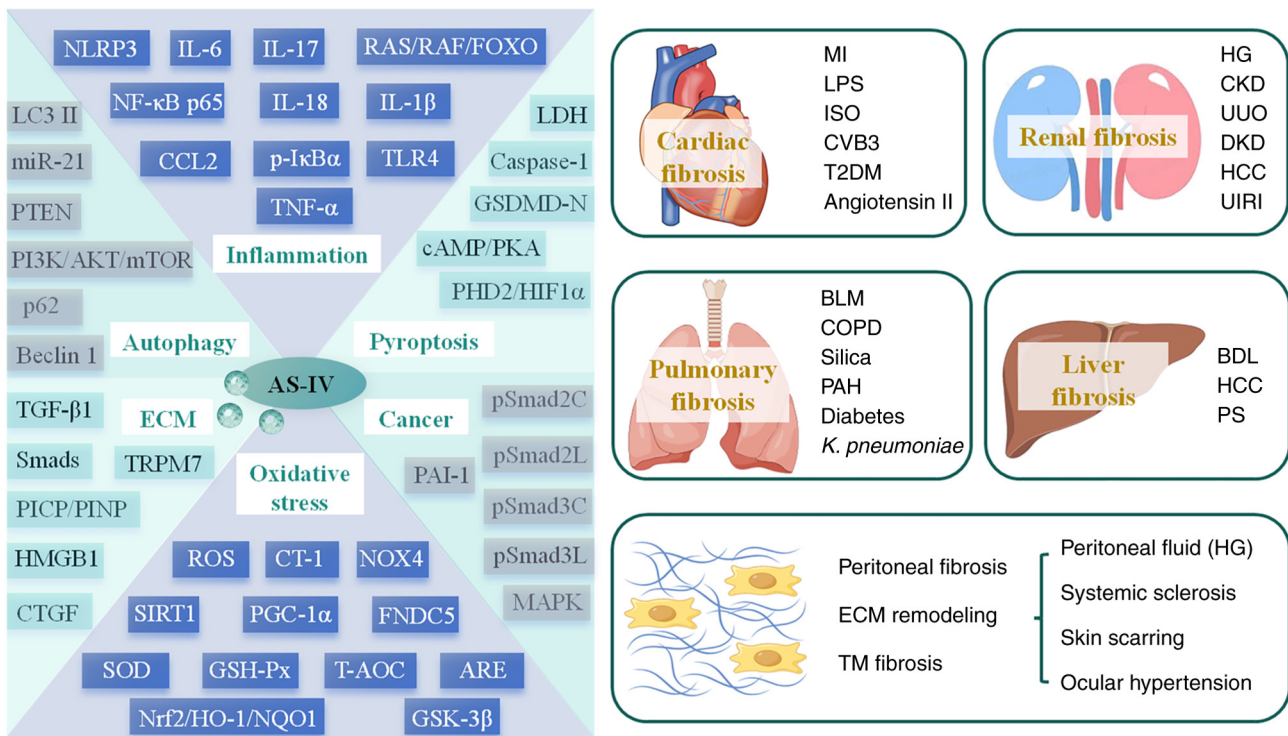 NLRP3
IL-6
IL-17
RAS/RAF/FOXO
NF-κB p65
IL-18
IL-1β
CCL2
p-IκBα
TLR4
TNF-α
Inflammation
LC3 II
miR-21
PTEN
PI3K/AKT/mTOR
p62
Beclin 1
Autophagy
LDH
Caspase-1
GSDMD-N
cAMP/PKA
PHD2/HIF1α
Pyroptosis
AS-IV
ECM
TGF-β1
Smads
TRPM7
PICP/PINP
HMGB1
CTGF
Cancer
pSmad2C
pSmad2L
PAI-1
pSmad3C
pSmad3L
MAPK
Oxidative
stress
ROS
CT-1
NOX4
SIRT1
PGC-1α
FNDC5
SOD
GSH-Px
T-AOC
ARE
Nrf2/HO-1/NQO1
GSK-3β
Cardiac
fibrosis
MI
LPS
ISO
CVB3
T2DM
Angiotensin II
Renal fibrosis
HG
CKD
UUO
DKD
HCC
UIRI
Pulmonary
fibrosis
BLM
COPD
Silica
PAH
Diabetes
K. pneumoniae
Liver
fibrosis
BDL
HCC
PS
Peritoneal fibrosis
ECM remodeling
TM fibrosis
Peritoneal fluid (HG)
Systemic sclerosis
Skin scarring
Ocular hypertension